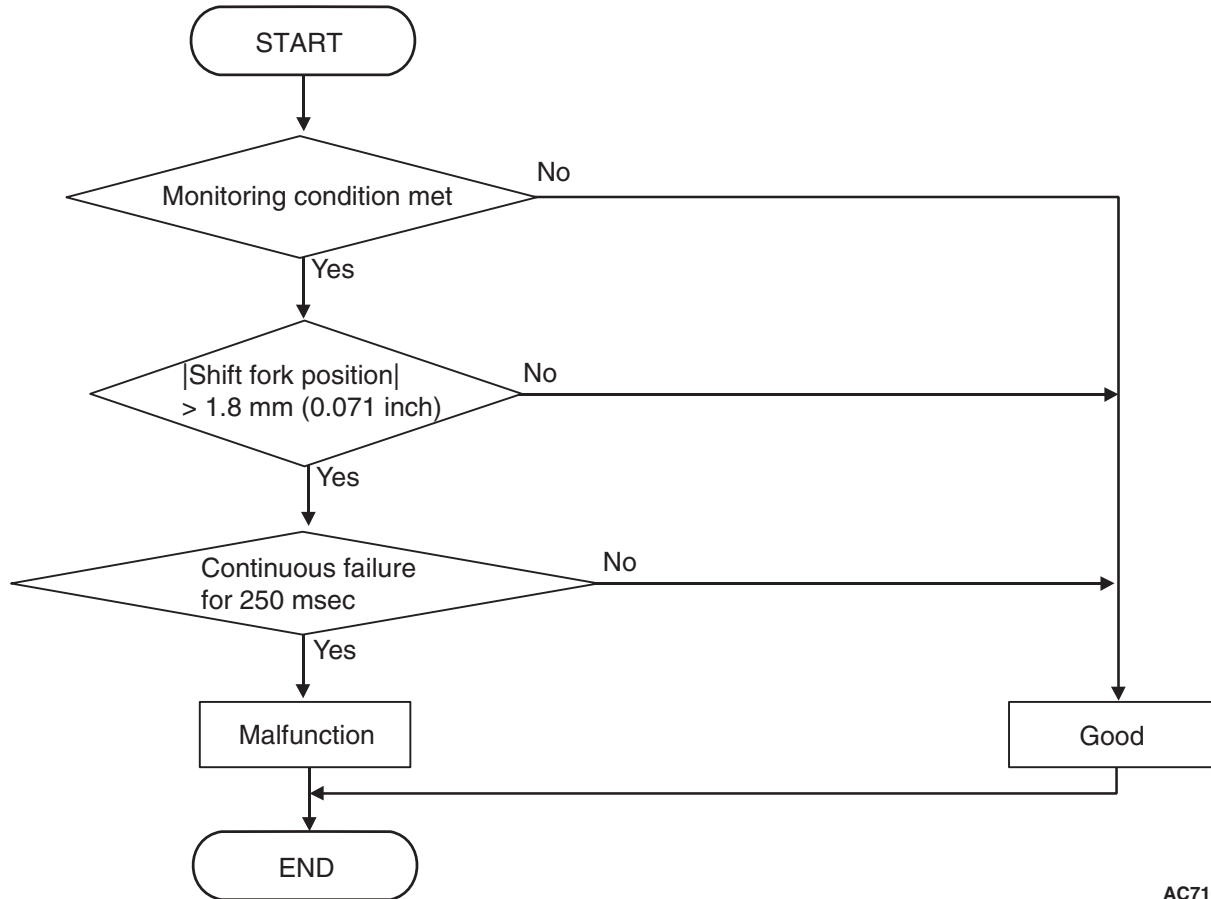 START
Monitoring condition met
No
Yes
|Shift fork position|
> 1.8 mm (0.071 inch)
No
Yes
Continuous failure
for 250 msec
No
Yes
Malfunction
Good
END
AC71